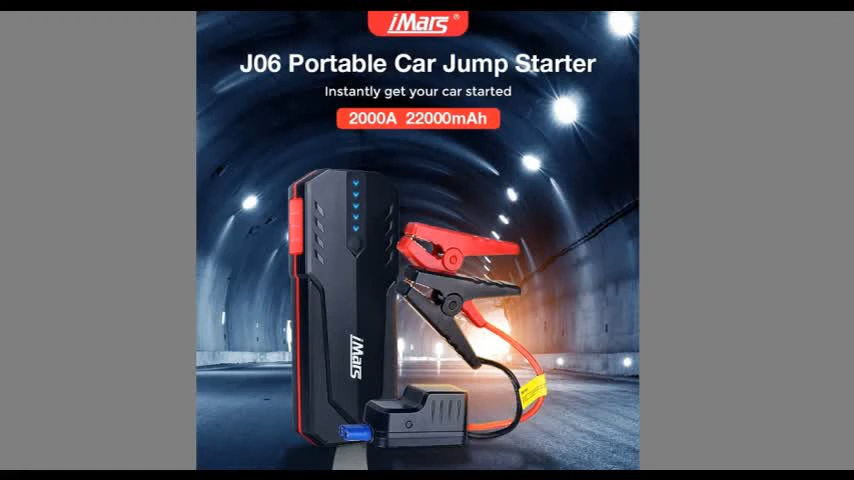 iMars®
J06 Portable Car Jump Starter
Instantly get your car started
2000A 22000mAh
iMars